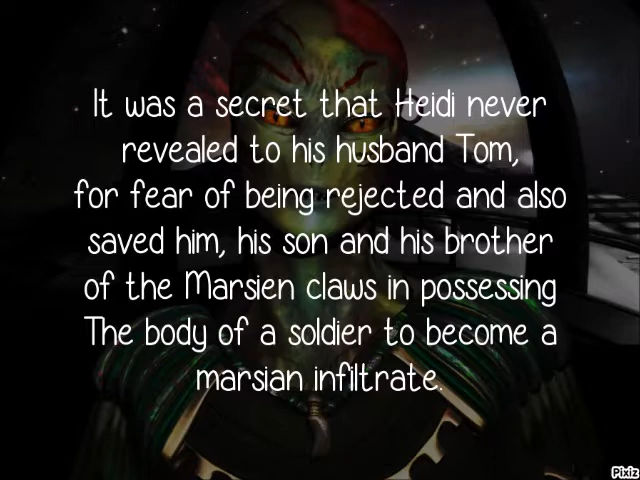 It was a secret that Heidi never
revealed to his husband Tom,
for fear of being rejected and also
saved him, his son and his brother
of the Marsien claws in possessing
The body of a soldier to become a
marsian infiltrate.
Pixiz